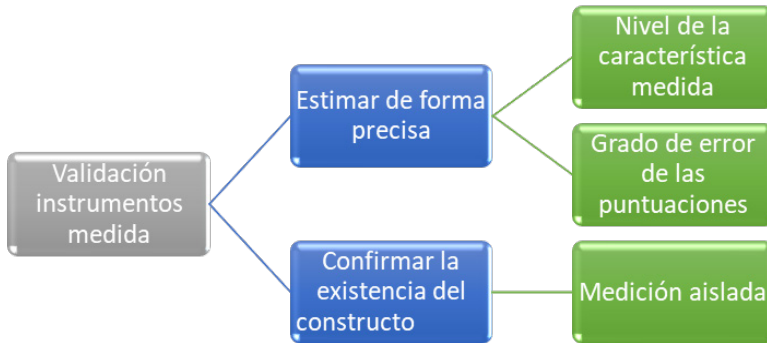 Validación
instrumentos
medida
Estimar de forma
precisa
Nivel de la
característica
medida
Grado de error
de las
puntuaciones
Confirmar la
existencia del
constructo
Medición aislada